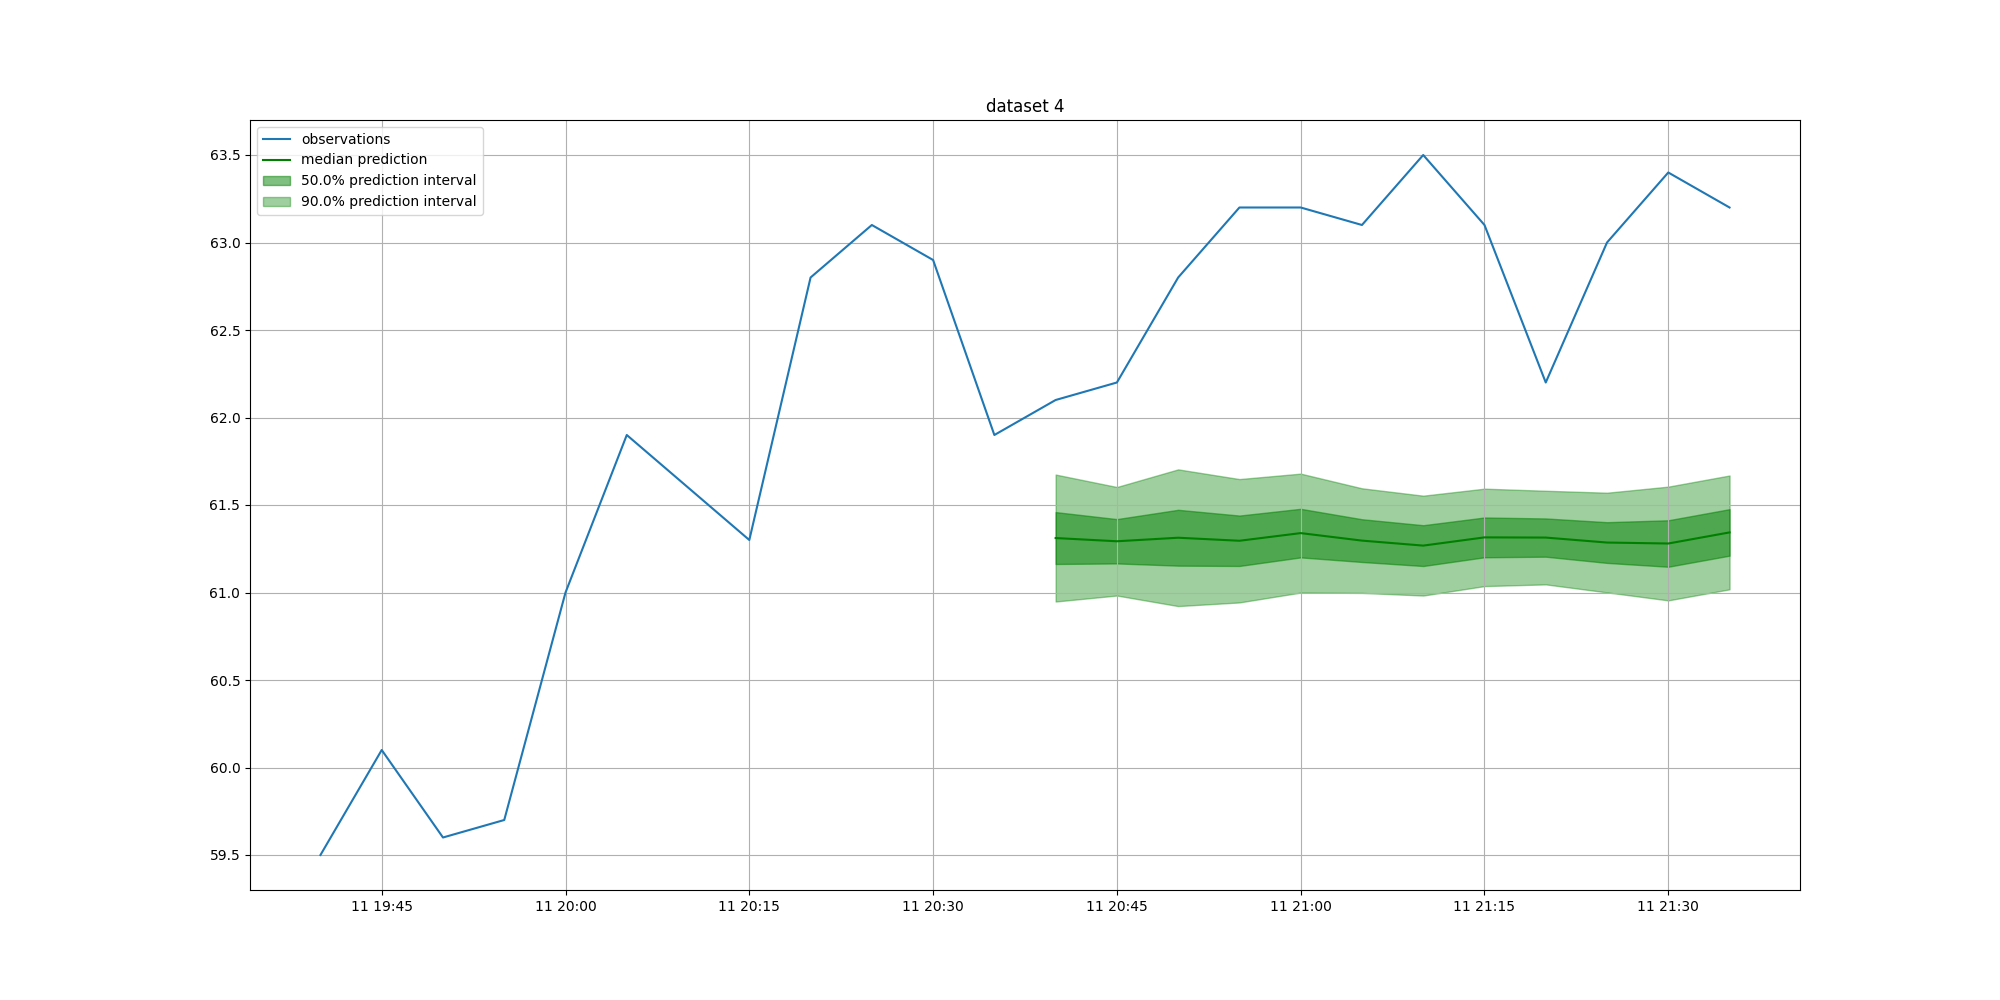 dataset 4
observations
median prediction
50.0% prediction interval
90.0% prediction interval
63.5
63.0
62.5
62.0
61.5
61.0
60.5
60.0
59.5
11 19:45 11 20:00 11 20:15 11 20:30 11 20:45 11 21:00 11 21:15 11 21:30